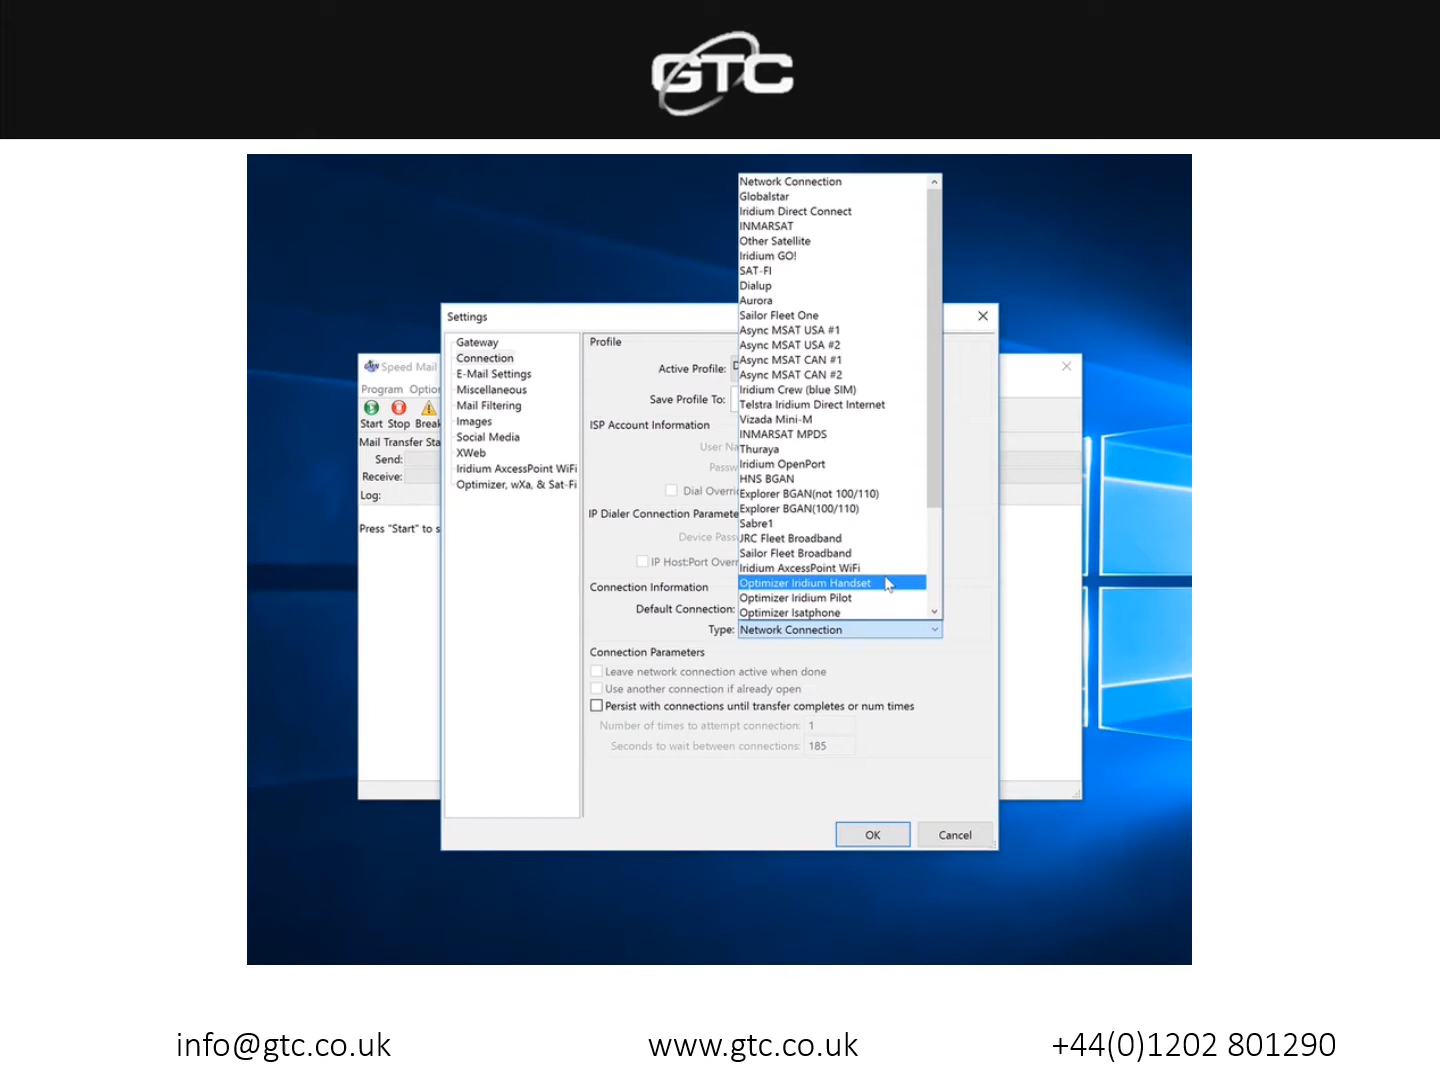 GTC
Network Connection
Globalstar
Iridium Direct Connect
INMARSAT
Other Satellite
Iridium GO!
SAT-FI
Dialup
Aurora
Sailor Fleet One
Async MSAT USA #1
Async MSAT USA #2
Async MSAT CAN #1
Async MSAT CAN #2
Iridium Crew (blue SIM)
Telstra Iridium Direct Internet
Vizada Mini-M
INMARSAT MPDS
Thuraya
Iridium OpenPort
HNS BGAN
Explorer BGAN(not 100/110)
Explorer BGAN(100/110)
Sabre1
JRC Fleet Broadband
Sailor Fleet Broadband
Iridium AxcessPoint WiFi
Optimizer Iridium Handset
Optimizer Iridium Pilot
Optimizer Isatphone
Settings
Gateway
Connection
E-Mail Settings
Miscellaneous
Mail Filtering
Images
Social Media
XWeb
Iridium AxcessPoint WiFi
Optimizer, wXa, & Sat-Fi
Profile
Active Profile: D
Save Profile To:
ISP Account Information
User Na
Passw
Dial Overri
IP Dialer Connection Paramete
Device Pass
IP Host:Port Overr
Connection Information
Default Connection:
Type: Network Connection
Connection Parameters
Leave network connection active when done
Use another connection if already open
Persist with connections until transfer completes or num times
Number of times to attempt connection: 1
Seconds to wait between connections: 185
OK Cancel
Speed Mail
Program Option
Start Stop Break
Mail Transfer Sta
Send:
Receive:
Log:
Press "Start" to s
info@gtc.co.uk
www.gtc.co.uk
+44(0)1202 801290